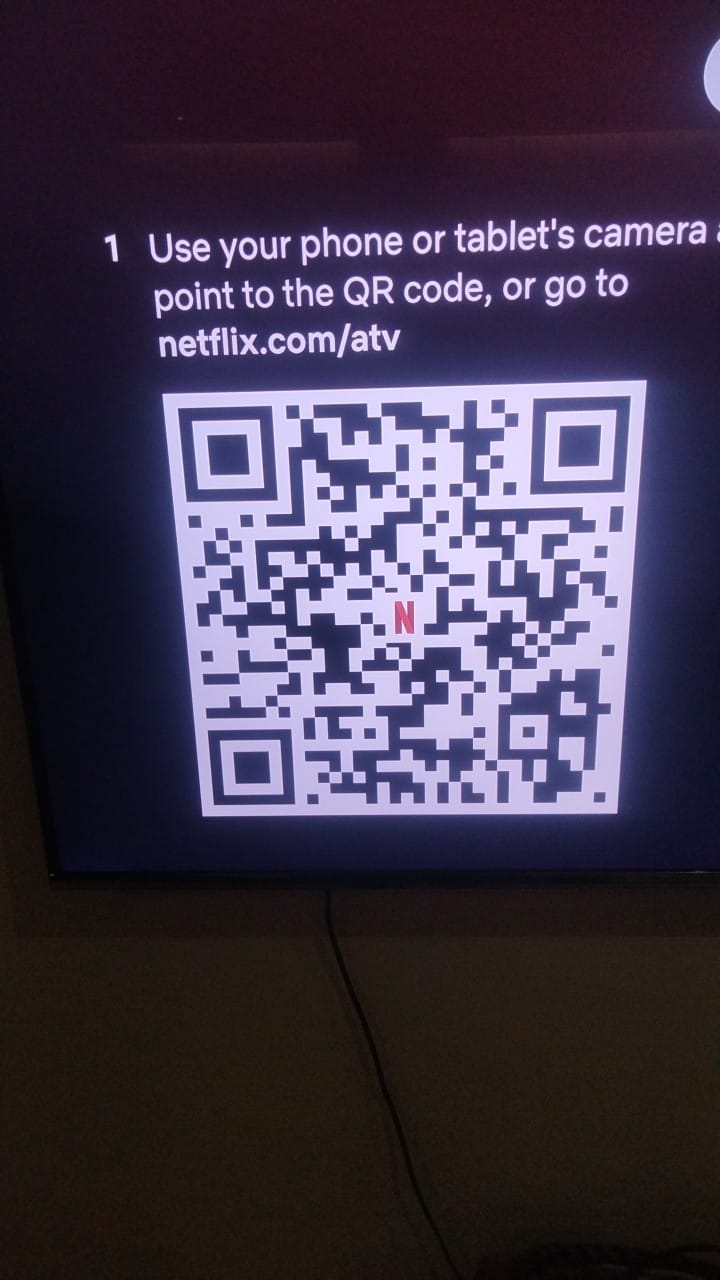 1 Use your phone or tablet's camera
point to the QR code, or go to
netflix.com/atv
N